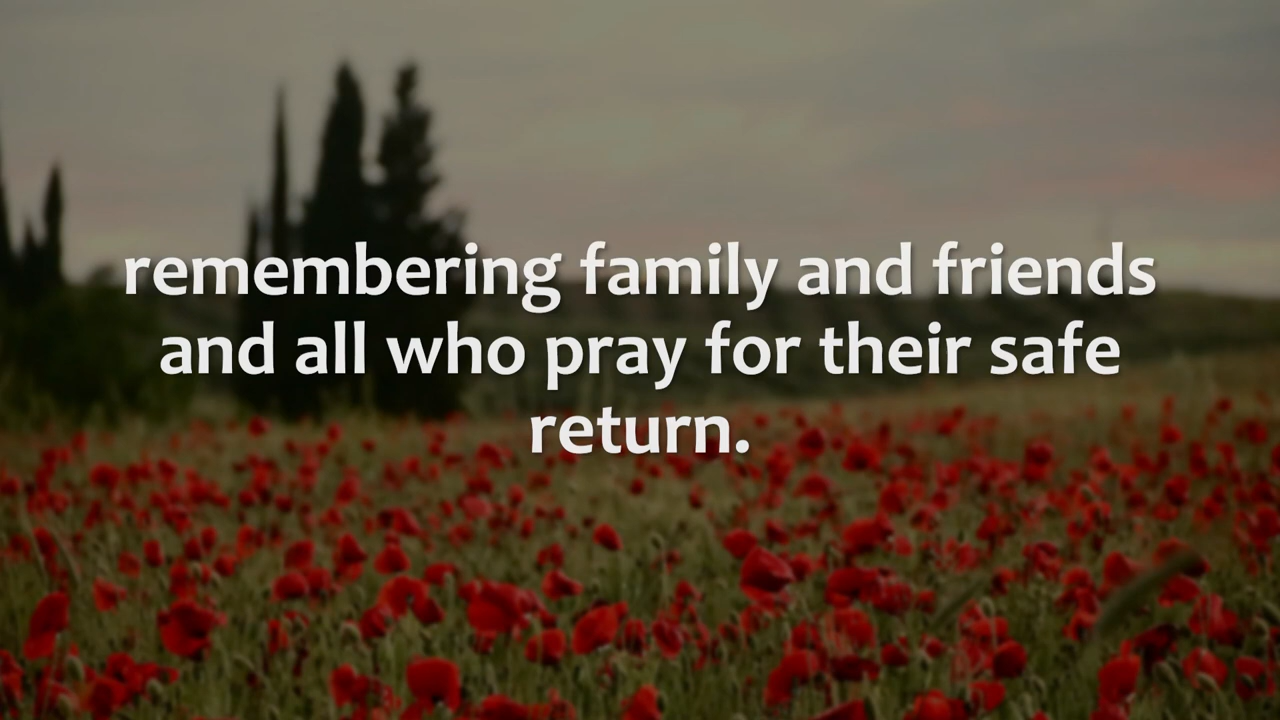 remembering family and friends
and all who pray for their safe
return.